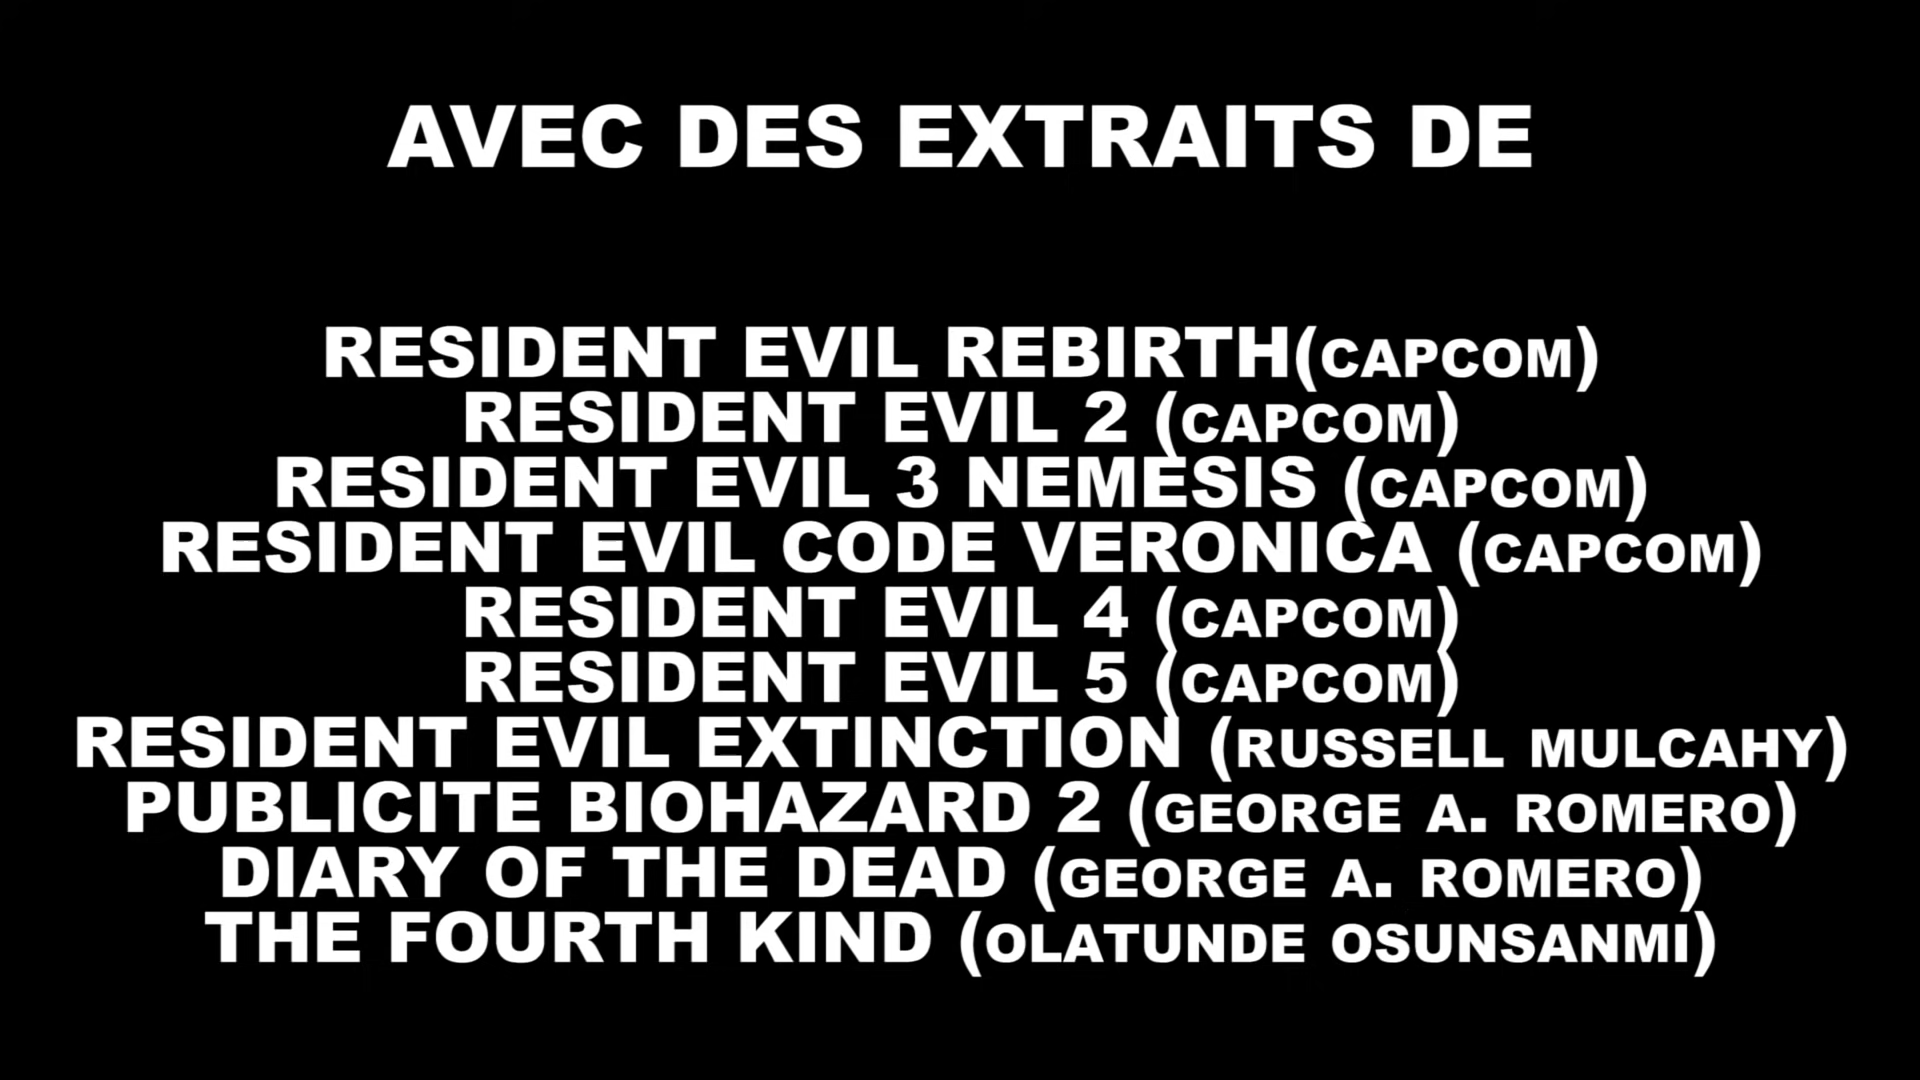 AVEC DES EXTRAITS DE
RESIDENT EVIL REBIRTH(CAPCOM)
RESIDENT EVIL 2 (CAPCOM)
RESIDENT EVIL 3 NEMESIS (CAPCOM)
RESIDENT EVIL CODE VERONICA (CAPCOM)
RESIDENT EVIL 4 (CAPCOM)
RESIDENT EVIL 5 (CAPCOM)
RESIDENT EVIL EXTINCTION (RUSSELL MULCAHY)
PUBLICITE BIOHAZARD 2 (GEORGE A. ROMERO)
DIARY OF THE DEAD (GEORGE A. ROMERO)
THE FOURTH KIND (OLATUNDE OSUNSANMI)